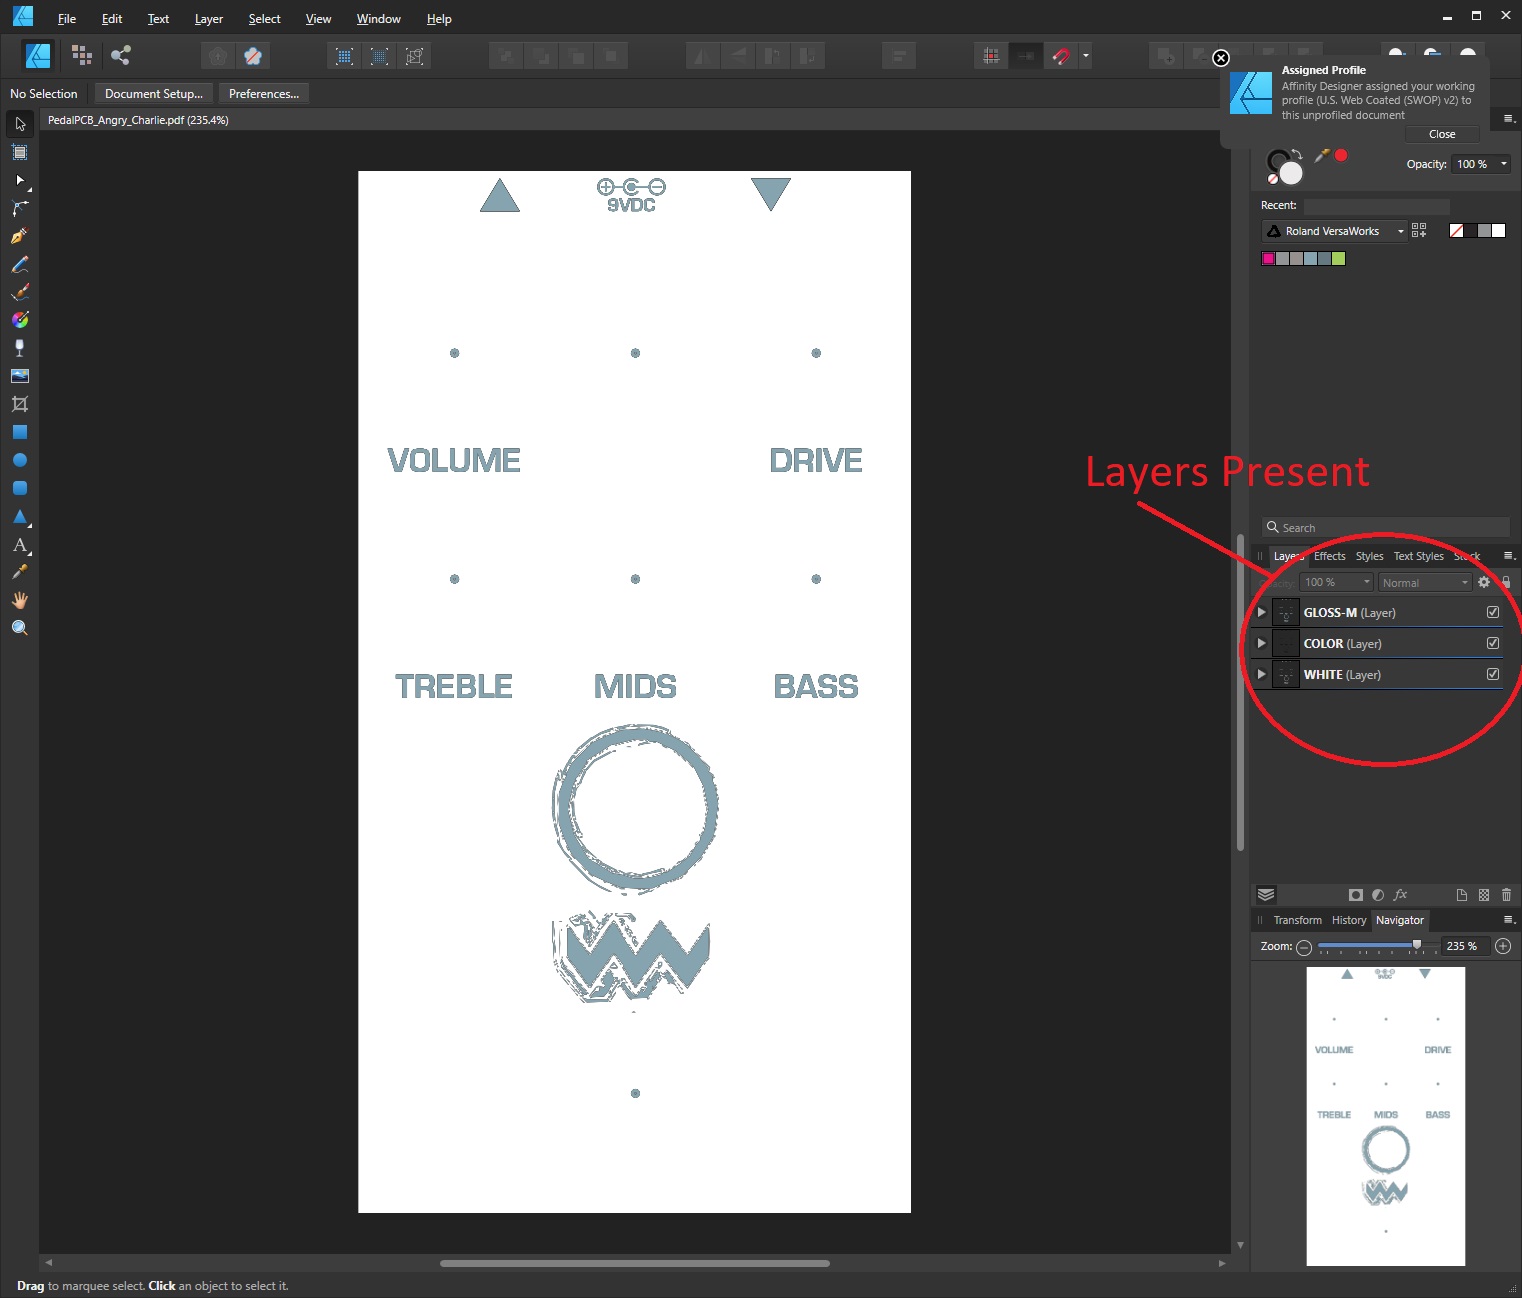 File Edit Text Layer Select View Window Help
No Selection Document Setup... Preferences...
Assigned Profile
Affinity Designer assigned your working
profile (U.S. Web Coated (SWOP) v2) to
this unprofiled document
Close
PedalPCB_Angry_Charlie.pdf (235.4%)
Opacity: 100 %
Recent:
Roland VersaWorks
9VDC
VOLUME DRIVE
Layers Present
Search
Layers Effects Styles Text Styles Stock
Opacity: 100 % Normal
GLOSS-M (Layer)
COLOR (Layer)
WHITE (Layer)
TREBLE MIDS BASS
fx
Transform History Navigator
Zoom: 235 %
9VDC
VOLUME DRIVE
TREBLE MIDS BASS
Drag to marquee select. Click an object to select it.